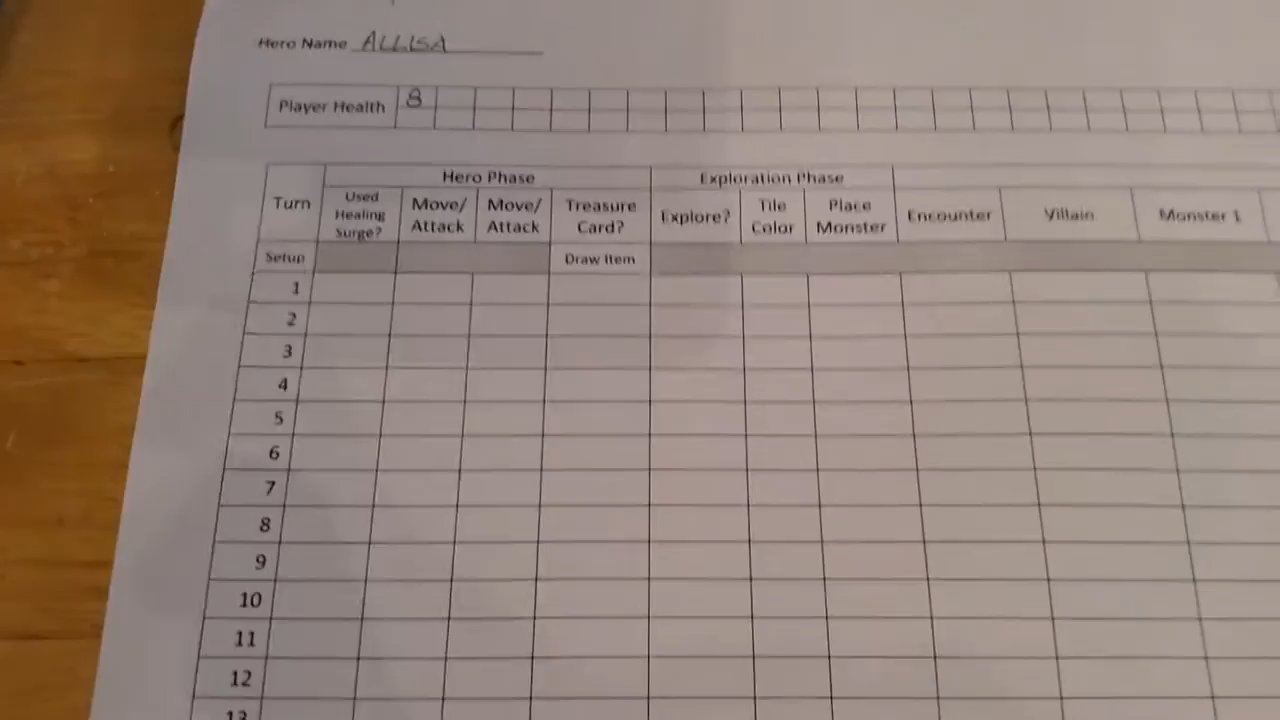 Hero Name ALLISA
Player Health 8
Hero Phase Exploration Phase
Turn Used Healing Surge? Move/ Attack Move/ Attack Treasure Card? Explore? Tile Color Place Monster Encounter Villain Monster 1
Setup Draw Item
1
2
3
4
5
6
7
8
9
10
11
12
13